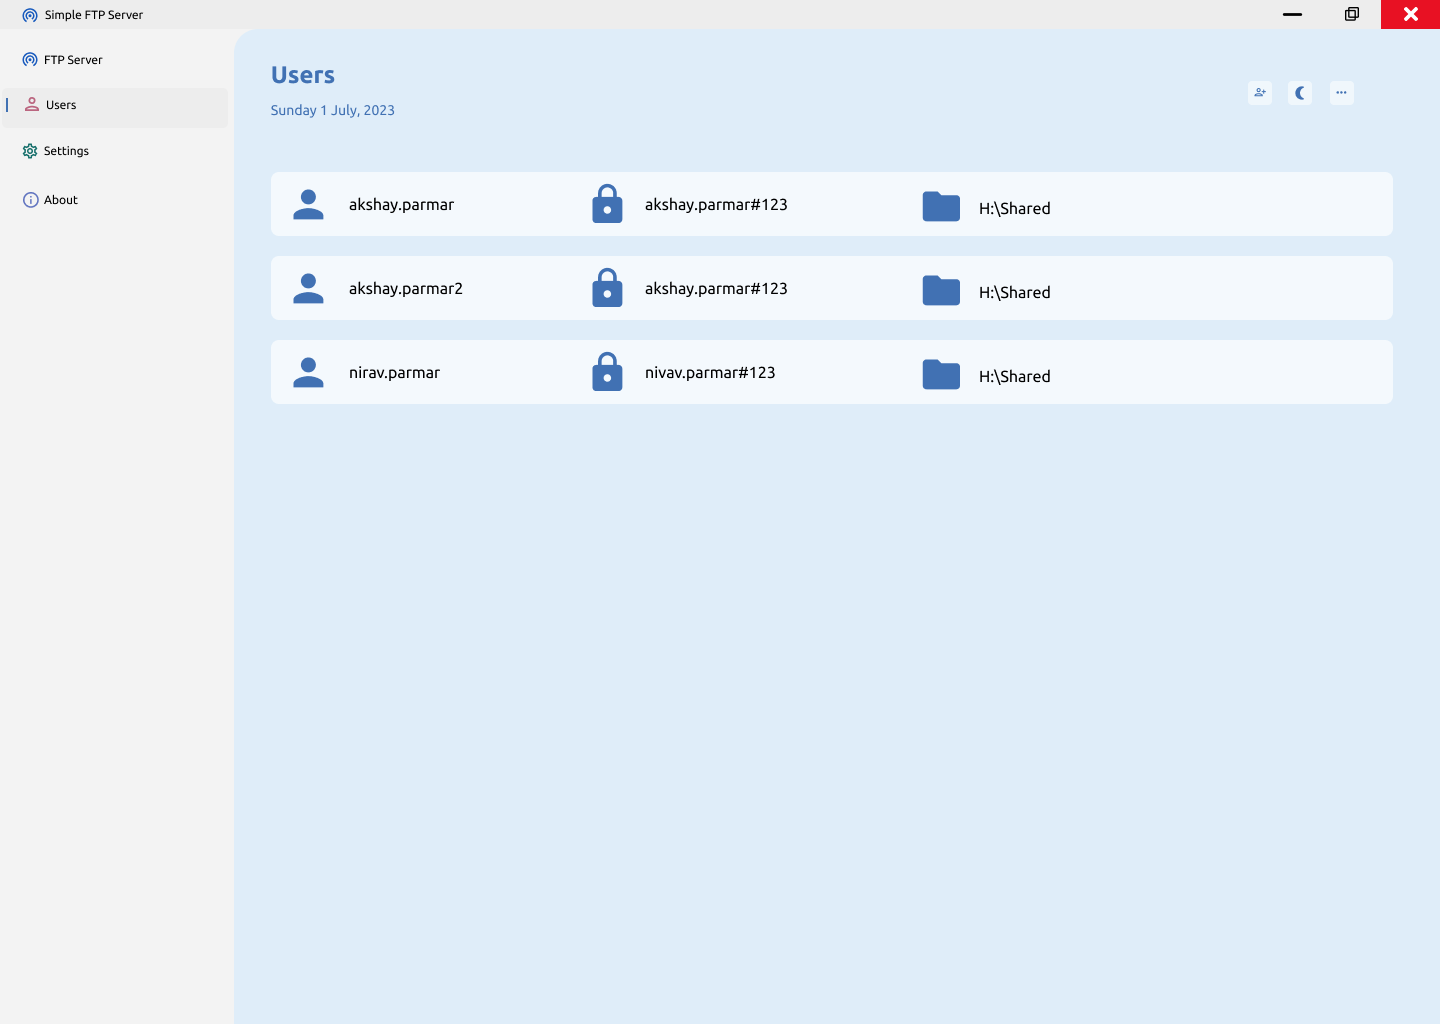 Simple FTP Server
FTP Server
Users
Settings
About
Users
Sunday 1 July, 2023
akshay.parmar akshay.parmar#123 H:\Shared
akshay.parmar2 akshay.parmar#123 H:\Shared
nirav.parmar nivav.parmar#123 H:\Shared